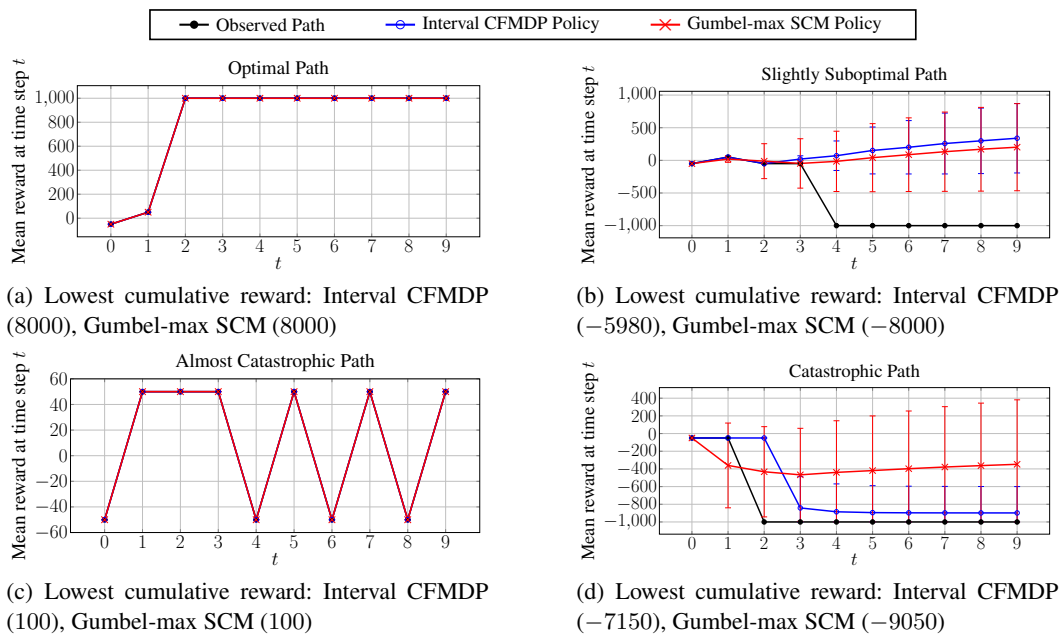 Observed Path Interval CFMDP Policy Gumbel-max SCM Policy
Optimal Path
Mean reward at time step t
1,000
800
600
400
200
0
0 1 2 3 4 5 6 7 8 9
t
(a) Lowest cumulative reward: Interval CFMDP
(8000), Gumbel-max SCM (8000)
Slightly Suboptimal Path
Mean reward at time step t
1,000
500
0
−500
−1,000
0 1 2 3 4 5 6 7 8 9
t
(b) Lowest cumulative reward: Interval CFMDP
(−5980), Gumbel-max SCM (−8000)
Almost Catastrophic Path
Mean reward at time step t
60
40
20
0
−20
−40
−60
0 1 2 3 4 5 6 7 8 9
t
(c) Lowest cumulative reward: Interval CFMDP
(100), Gumbel-max SCM (100)
Catastrophic Path
Mean reward at time step t
400
200
0
−200
−400
−600
−800
−1,000
0 1 2 3 4 5 6 7 8 9
t
(d) Lowest cumulative reward: Interval CFMDP
(−7150), Gumbel-max SCM (−9050)